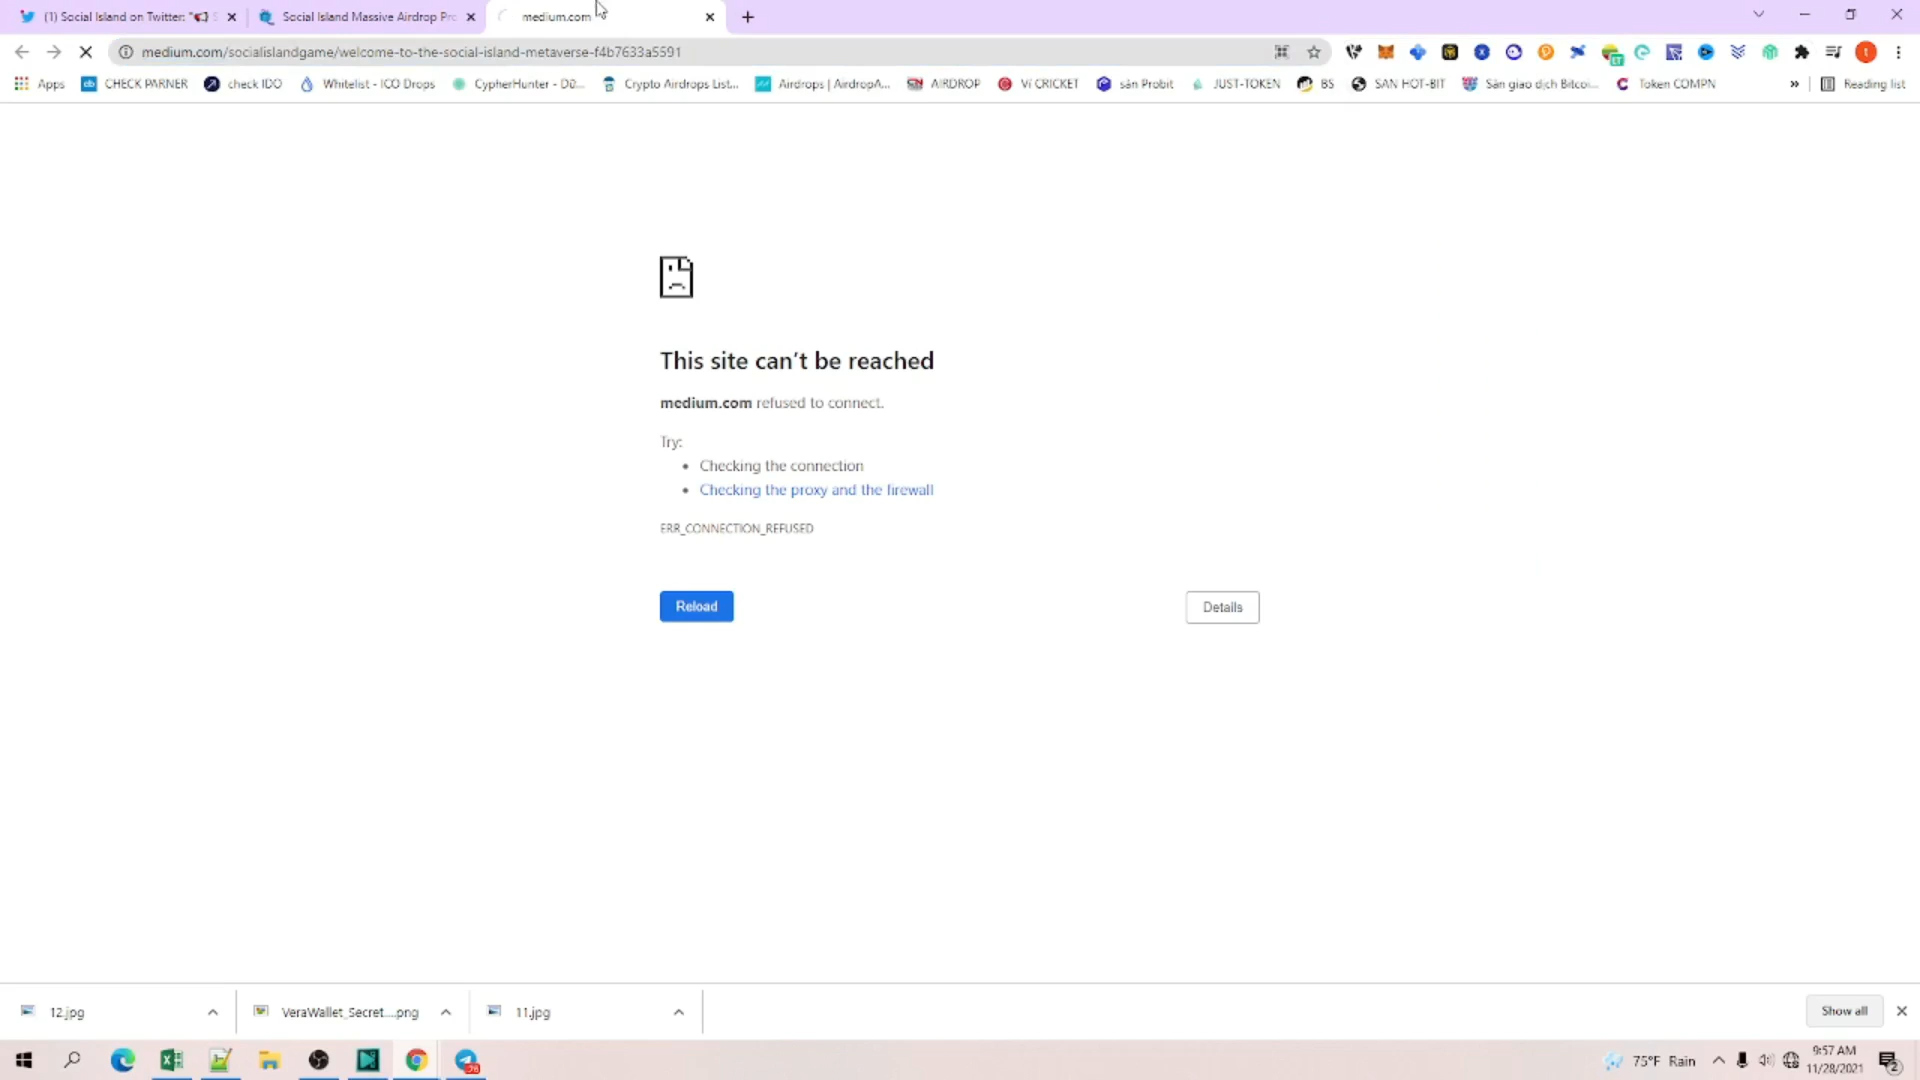 (1) Social Island on Twitter: "📢 S
Social Island Massive Airdrop Pro
medium.com
medium.com/socialislandgame/welcome-to-the-social-island-metaverse-f4b7633a5591
Apps
CHECK PARNER
check IDO
Whitelist - ICO Drops
CypherHunter - Dữ...
Crypto Airdrops List...
Airdrops | AirdropA...
AIRDROP
Ví CRICKET
sàn Probit
JUST-TOKEN
BS
SAN HOT-BIT
Sàn giao dịch Bitcoi...
Token COMPN
»
Reading list
This site can't be reached
medium.com refused to connect.
Try:
• Checking the connection
• Checking the proxy and the firewall
ERR_CONNECTION_REFUSED
Reload
Details
12.jpg
VeraWallet_Secret....png
11.jpg
Show all
75°F Rain
9:57 AM
11/28/2021
2